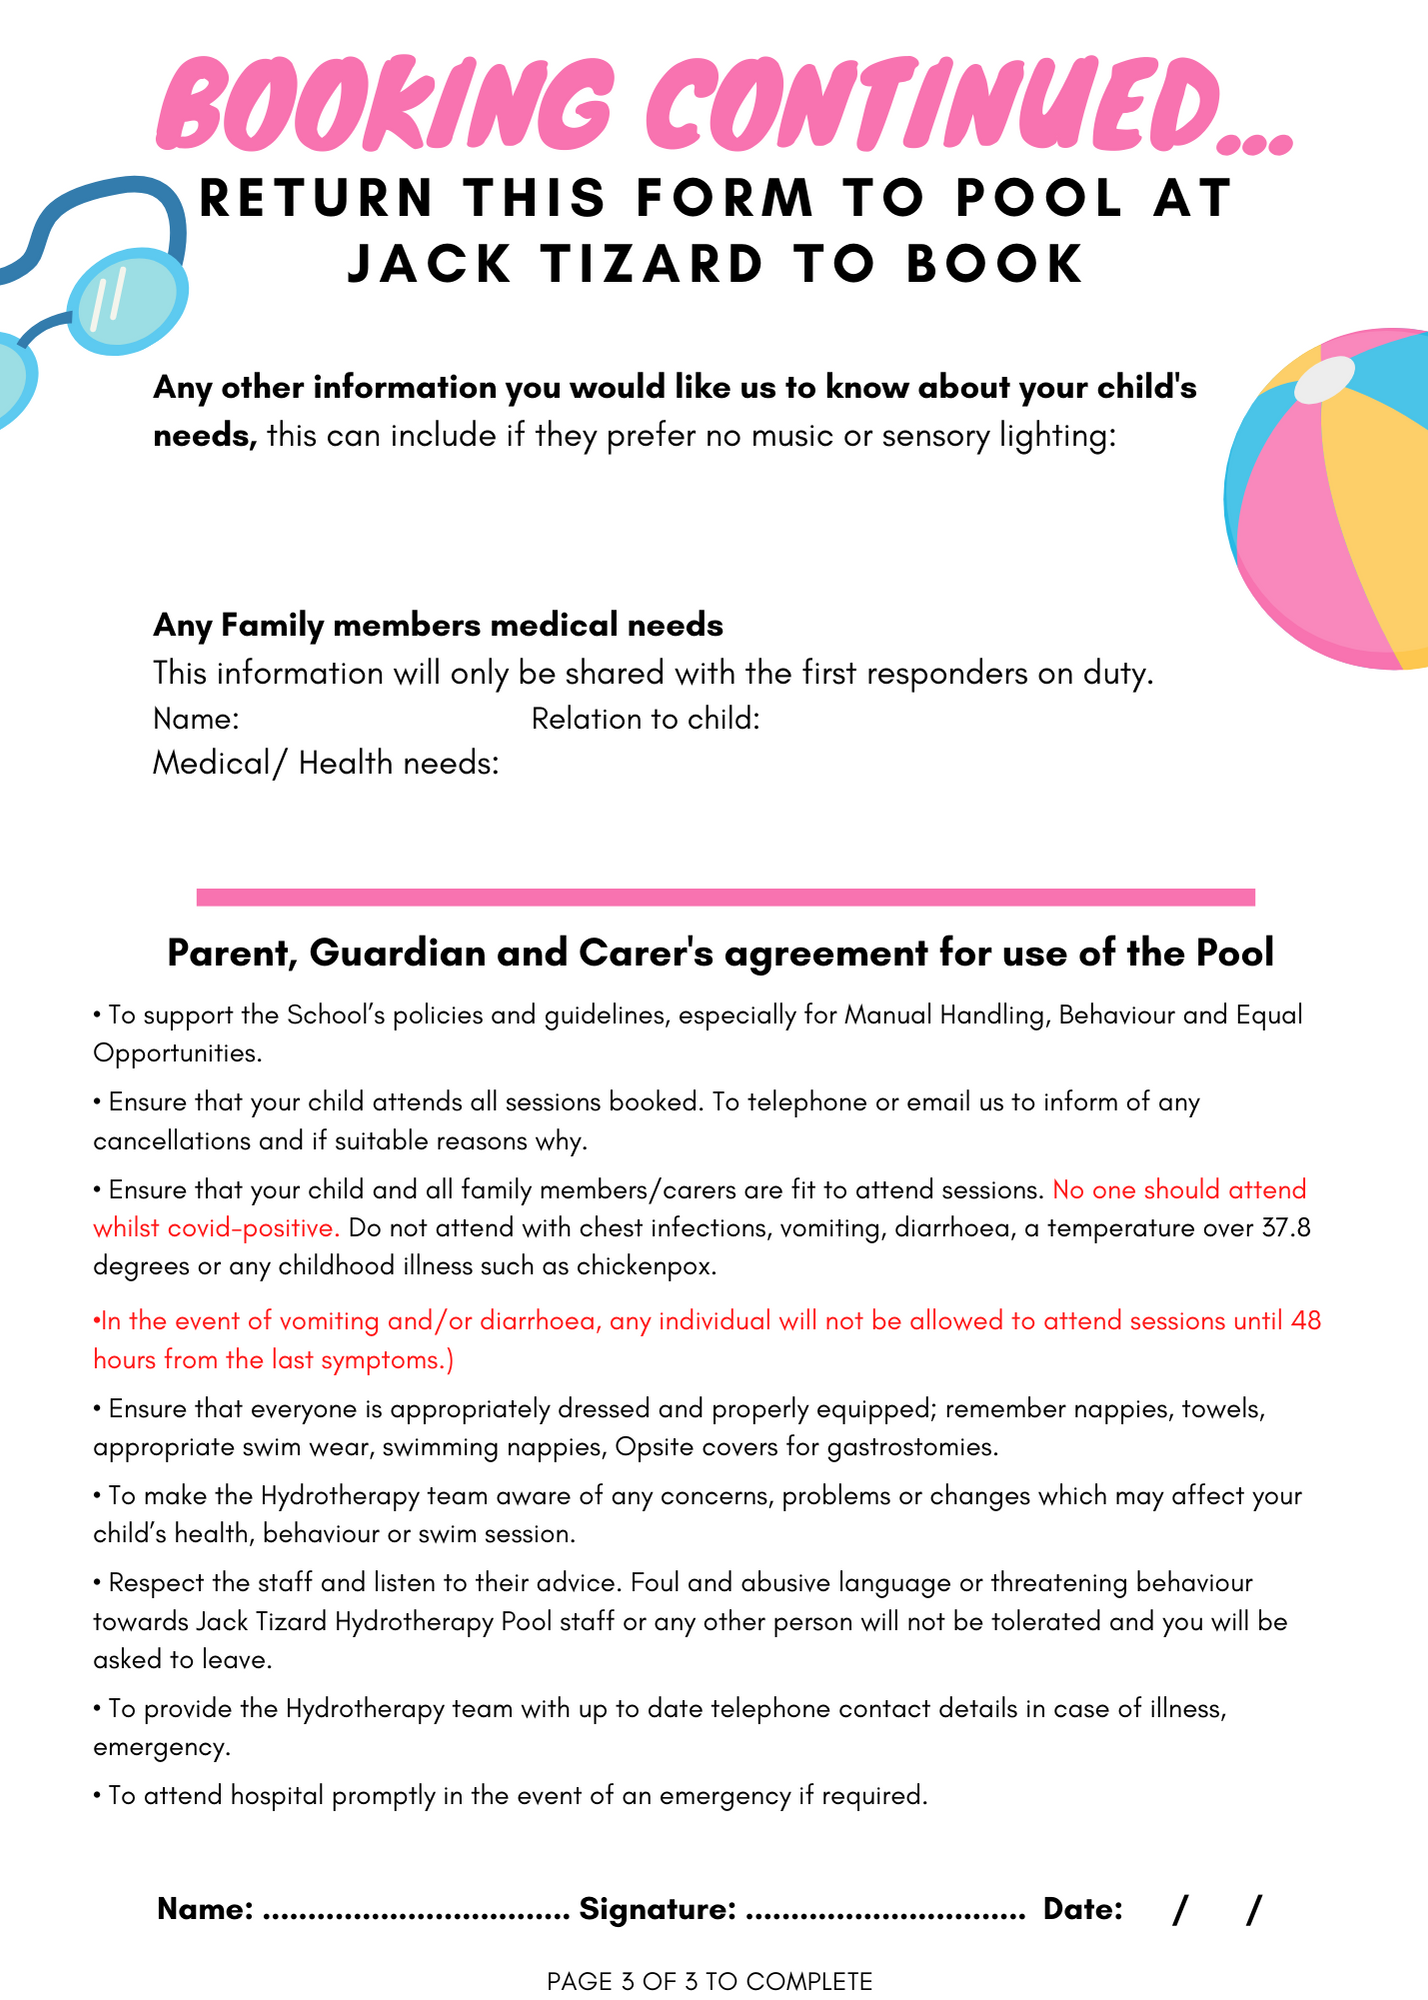 BOOKING CONTINUED...
RETURN THIS FORM TO POOL AT
JACK TIZARD TO BOOK
Any other information you would like us to know about your child's
needs, this can include if they prefer no music or sensory lighting:
Any Family members medical needs
This information will only be shared with the first responders on duty.
Name: Relation to child:
Medical/ Health needs:
Parent, Guardian and Carer's agreement for use of the Pool
• To support the School’s policies and guidelines, especially for Manual Handling, Behaviour and Equal
Opportunities.
• Ensure that your child attends all sessions booked. To telephone or email us to inform of any
cancellations and if suitable reasons why.
• Ensure that your child and all family members/carers are fit to attend sessions. No one should attend
whilst covid-positive. Do not attend with chest infections, vomiting, diarrhoea, a temperature over 37.8
degrees or any childhood illness such as chickenpox.
•In the event of vomiting and/or diarrhoea, any individual will not be allowed to attend sessions until 48
hours from the last symptoms.)
• Ensure that everyone is appropriately dressed and properly equipped; remember nappies, towels,
appropriate swim wear, swimming nappies, Opsite covers for gastrostomies.
• To make the Hydrotherapy team aware of any concerns, problems or changes which may affect your
child’s health, behaviour or swim session.
• Respect the staff and listen to their advice. Foul and abusive language or threatening behaviour
towards Jack Tizard Hydrotherapy Pool staff or any other person will not be tolerated and you will be
asked to leave.
• To provide the Hydrotherapy team with up to date telephone contact details in case of illness,
emergency.
• To attend hospital promptly in the event of an emergency if required.
Name: .................................. Signature: ............................... Date: / /
PAGE 3 OF 3 TO COMPLETE